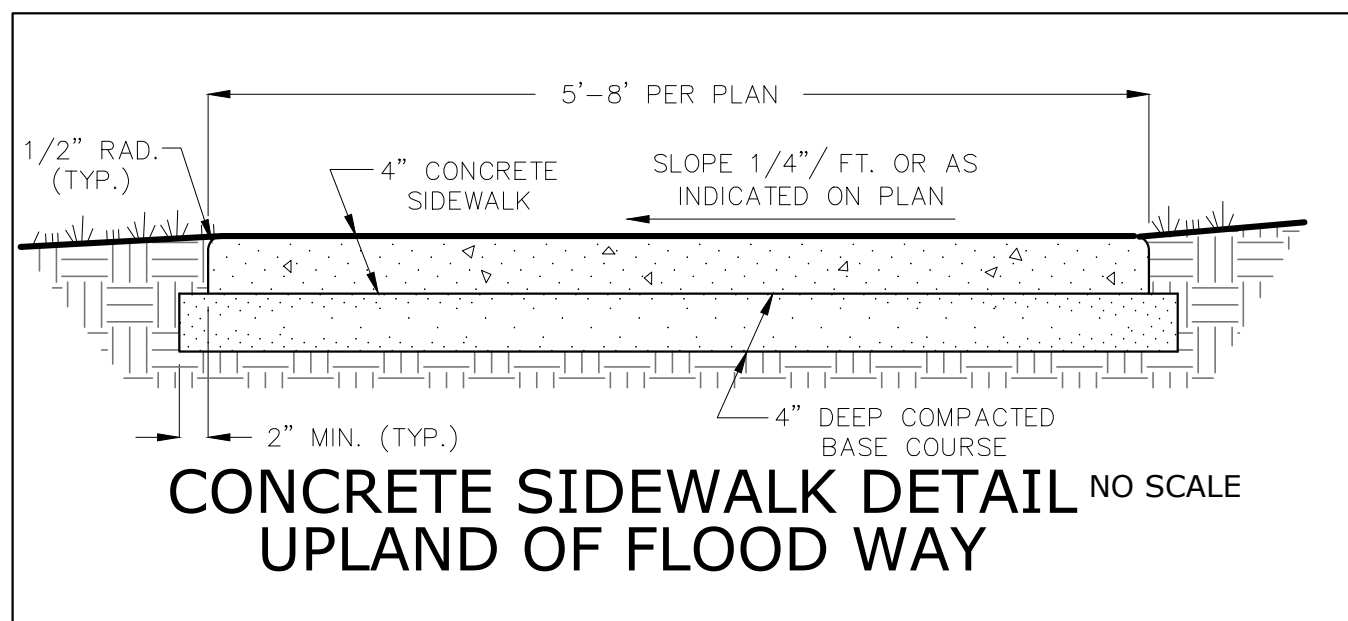 5’-8’ PER PLAN
1/2” RAD.
(TYP.)
4” CONCRETE
SIDEWALK
SLOPE 1/4”/ FT. OR AS
INDICATED ON PLAN
2” MIN. (TYP.)
4” DEEP COMPACTED
BASE COURSE
CONCRETE SIDEWALK DETAIL NO SCALE
UPLAND OF FLOOD WAY